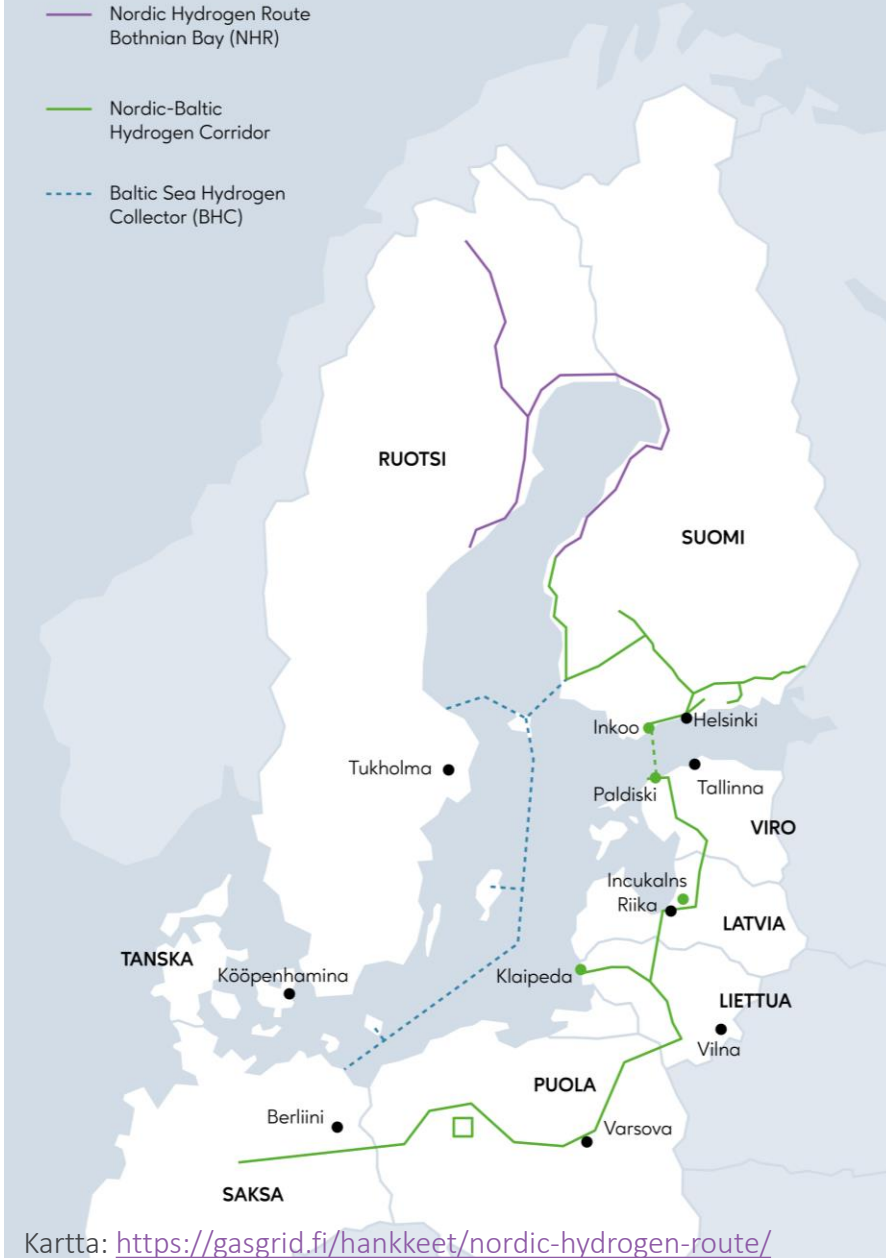 Nordic Hydrogen Route
Bothnian Bay (NHR)
Nordic-Baltic
Hydrogen Corridor
Baltic Sea Hydrogen
Collector (BHC)
RUOTSI
SUOMI
Inkoo
Helsinki
Tukholma
Tallinna
Paldiski
VIRO
Incukalns
Riika
LATVIA
TANSKA
Kööpenhamina
Klaipeda
LIETTUA
Vilna
PUOLA
Berliini
Varsova
SAKSA
Kartta: https://gasgrid.fi/hankkeet/nordic-hydrogen-route/